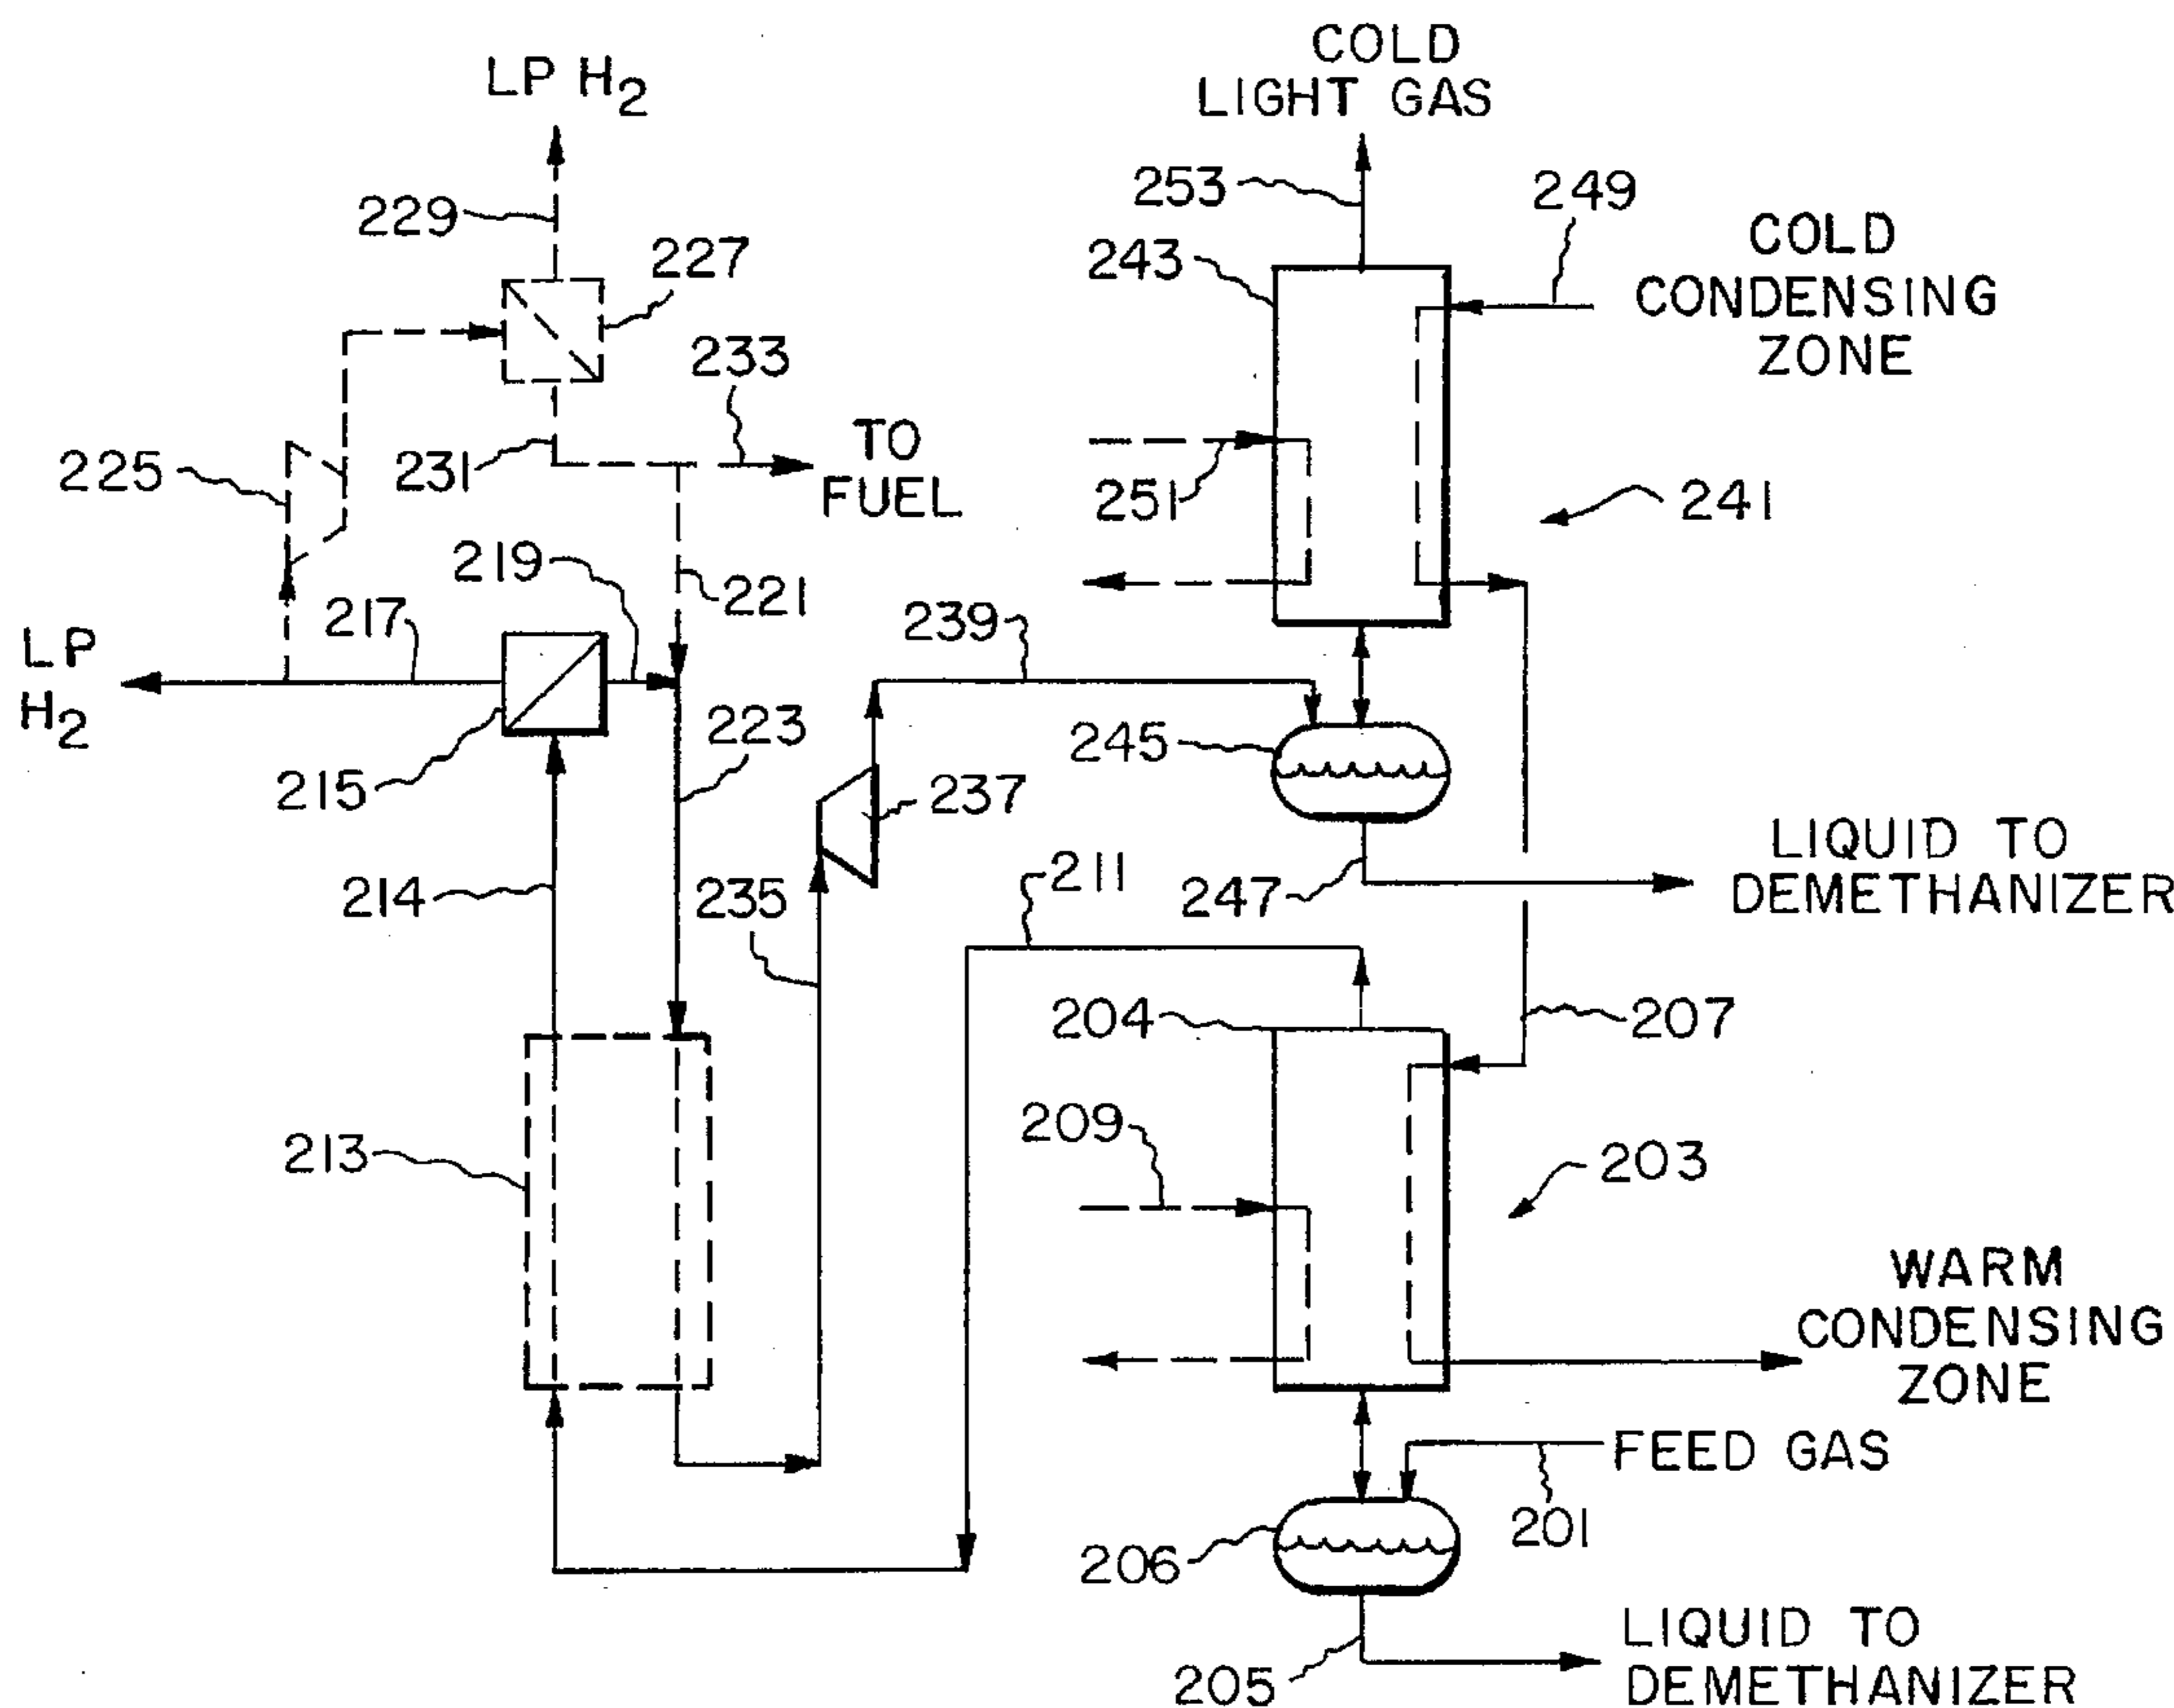 COLD
LIGHT GAS
LP H2
253
249
229
COLD
CONDENSING
ZONE
227
243
233
TO
FUEL
225
231
251
241
219
221
217
239
LP
H2
223
215
245
237
LIQUID TO
DEMETHANIZER
211
214
235
247
204
207
209
213
203
WARM
CONDENSING
ZONE
FEED GAS
201
206
LIQUID TO
DEMETHANIZER
205